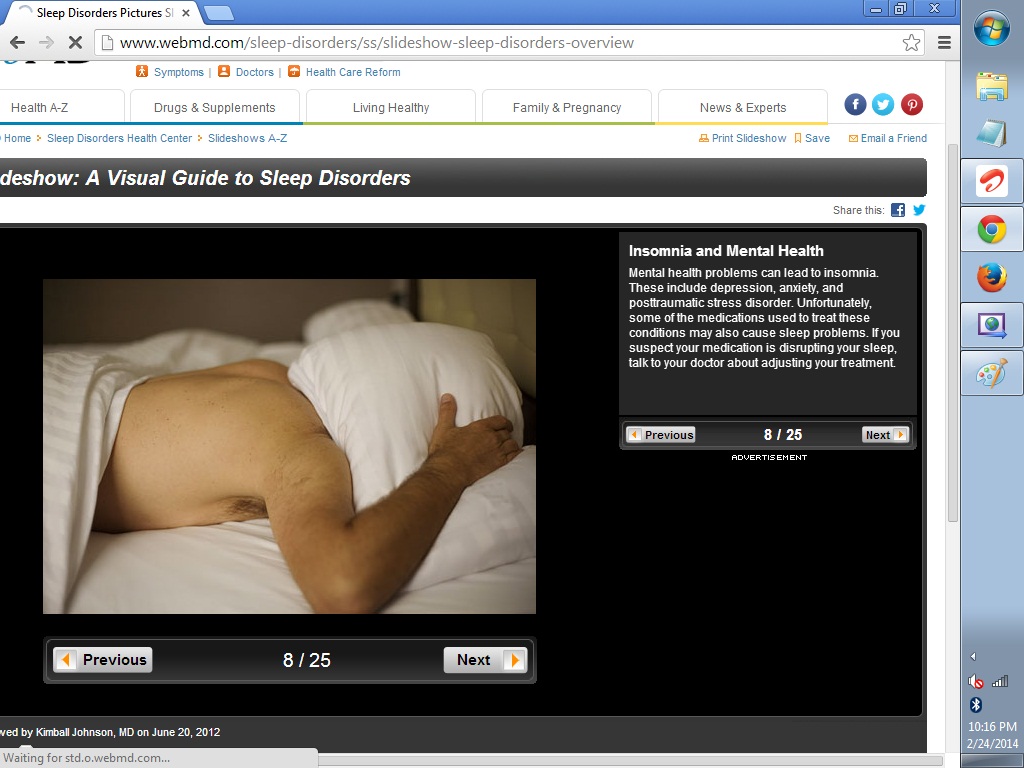 Sleep Disorders Pictures Sl
www.webmd.com/sleep-disorders/ss/slideshow-sleep-disorders-overview
Symptoms | Doctors | Health Care Reform
Health A-Z
Drugs & Supplements
Living Healthy
Family & Pregnancy
News & Experts
Home
Sleep Disorders Health Center
Slideshows A-Z
Print Slideshow
Save
Email a Friend
deshow: A Visual Guide to Sleep Disorders
Share this:
Insomnia and Mental Health
Mental health problems can lead to insomnia.
These include depression, anxiety, and
posttraumatic stress disorder. Unfortunately,
some of the medications used to treat these
conditions may also cause sleep problems. If you
suspect your medication is disrupting your sleep,
talk to your doctor about adjusting your treatment.
Previous 8 / 25 Next
ADVERTISEMENT
Previous 8 / 25 Next
wed by Kimball Johnson, MD on June 20, 2012
Waiting for std.o.webmd.com...
10:16 PM
2/24/2014